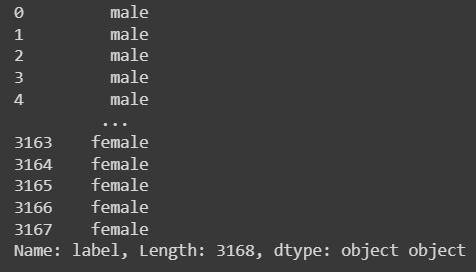 0         male
1         male
2         male
3         male
4         male
         ...
3163    female
3164    female
3165    female
3166    female
3167    female
Name: label, Length: 3168, dtype: object object